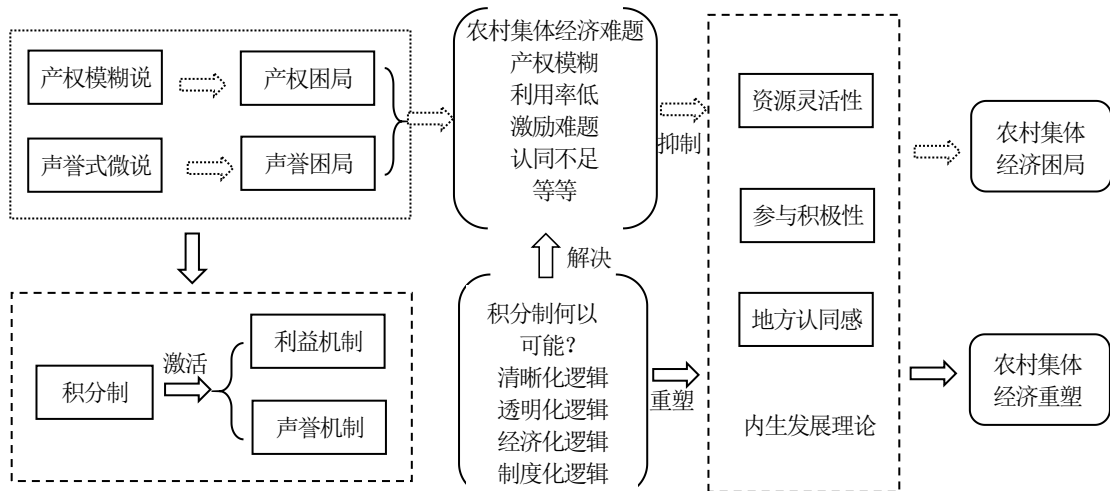 产权模糊说
产权困局
声誉式微说
声誉困局
农村集体经济难题
产权模糊
利用率低
激励难题
认同不足
等等
抑制
资源灵活性
参与积极性
地方认同感
内生发展理论
农村集体
经济困局
积分制
激活
利益机制
声誉机制
解决
积分制何以
可能？
清晰化逻辑
透明化逻辑
经济化逻辑
制度化逻辑
重塑
农村集体
经济重塑